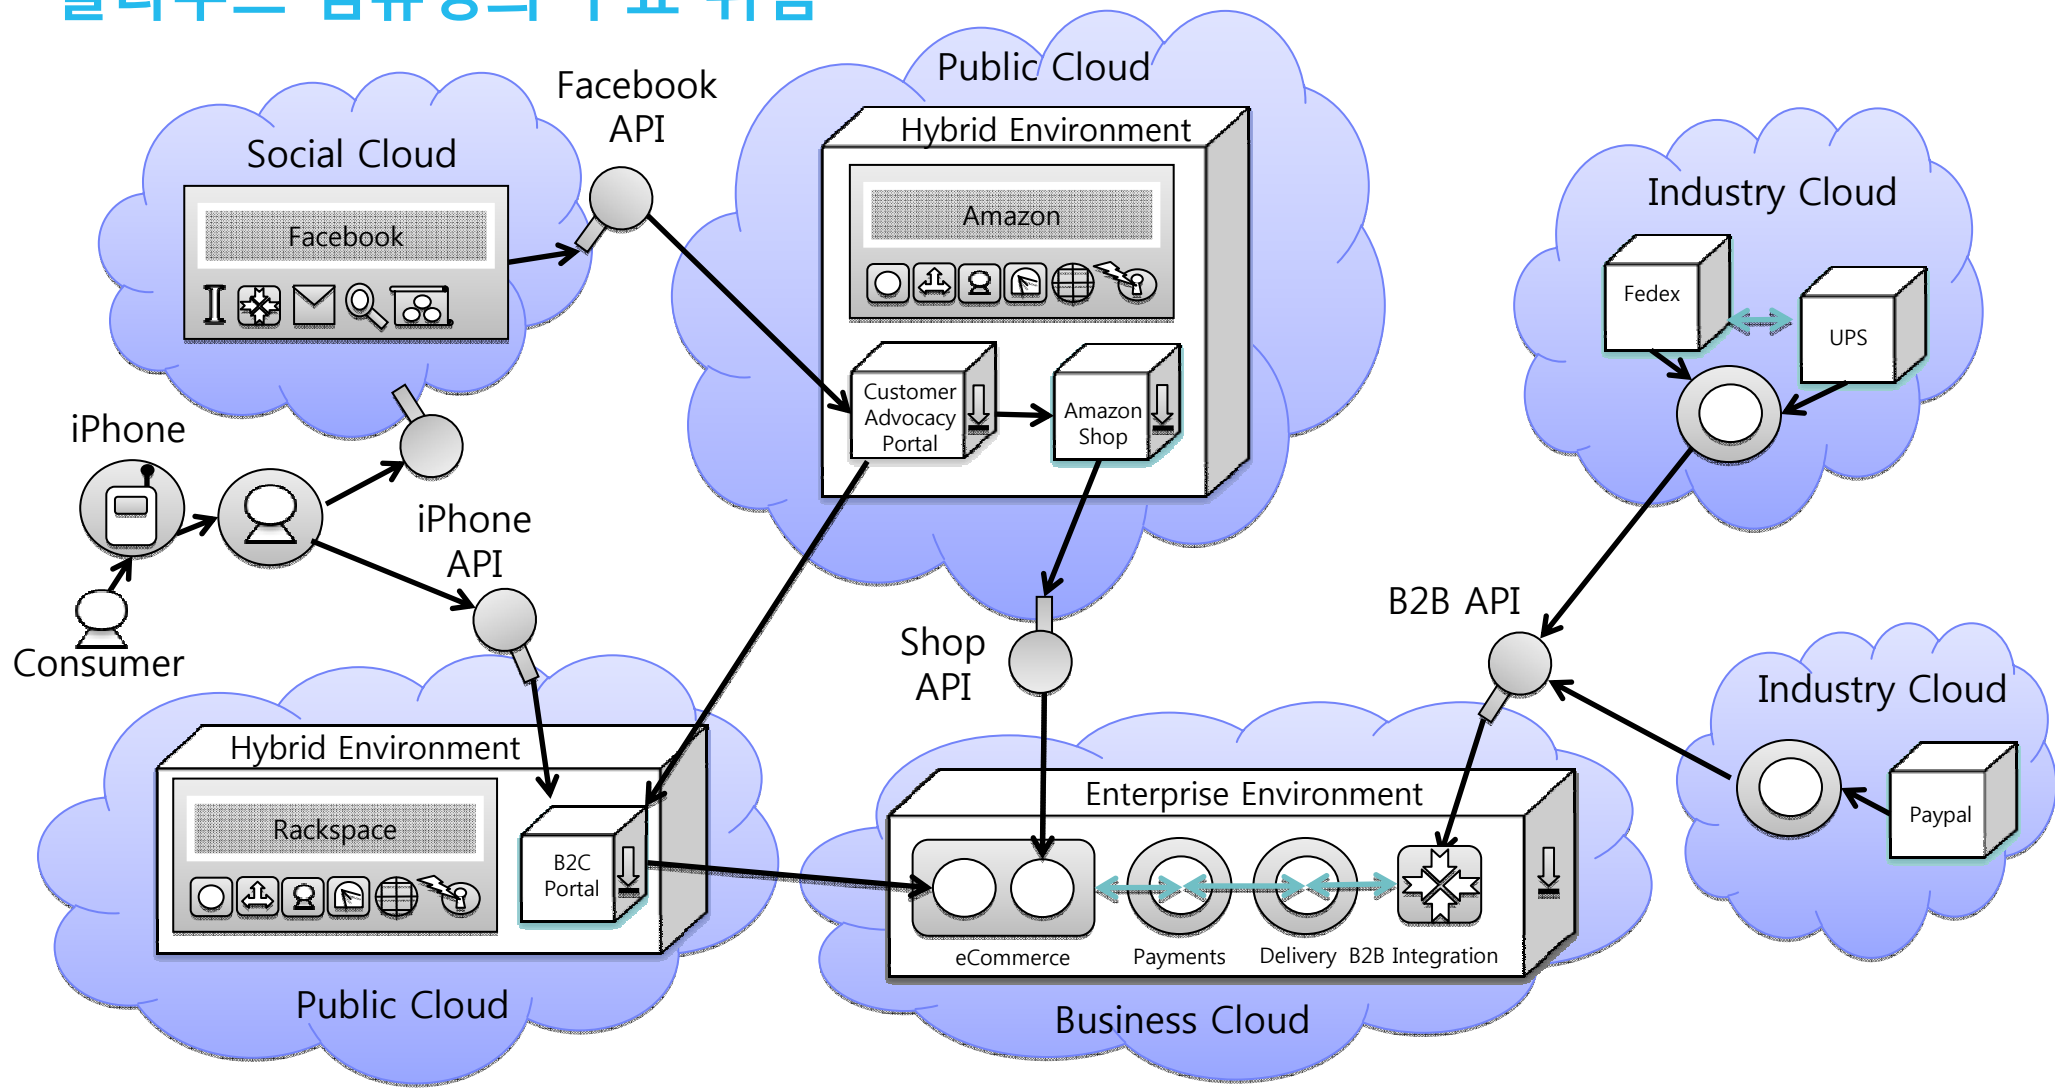 Public Cloud
Facebook
API
Hybrid Environment
Social Cloud
Industry Cloud
Amazon
Facebook
Fedex
UPS
Customer
Advocacy
Portal
Amazon
Shop
iPhone
iPhone
API
B2B API
Shop
API
Consumer
Industry Cloud
Hybrid Environment
Enterprise Environment
Rackspace
Paypal
B2C
Portal
eCommerce
Payments
Delivery
B2B Integration
Public Cloud
Business Cloud